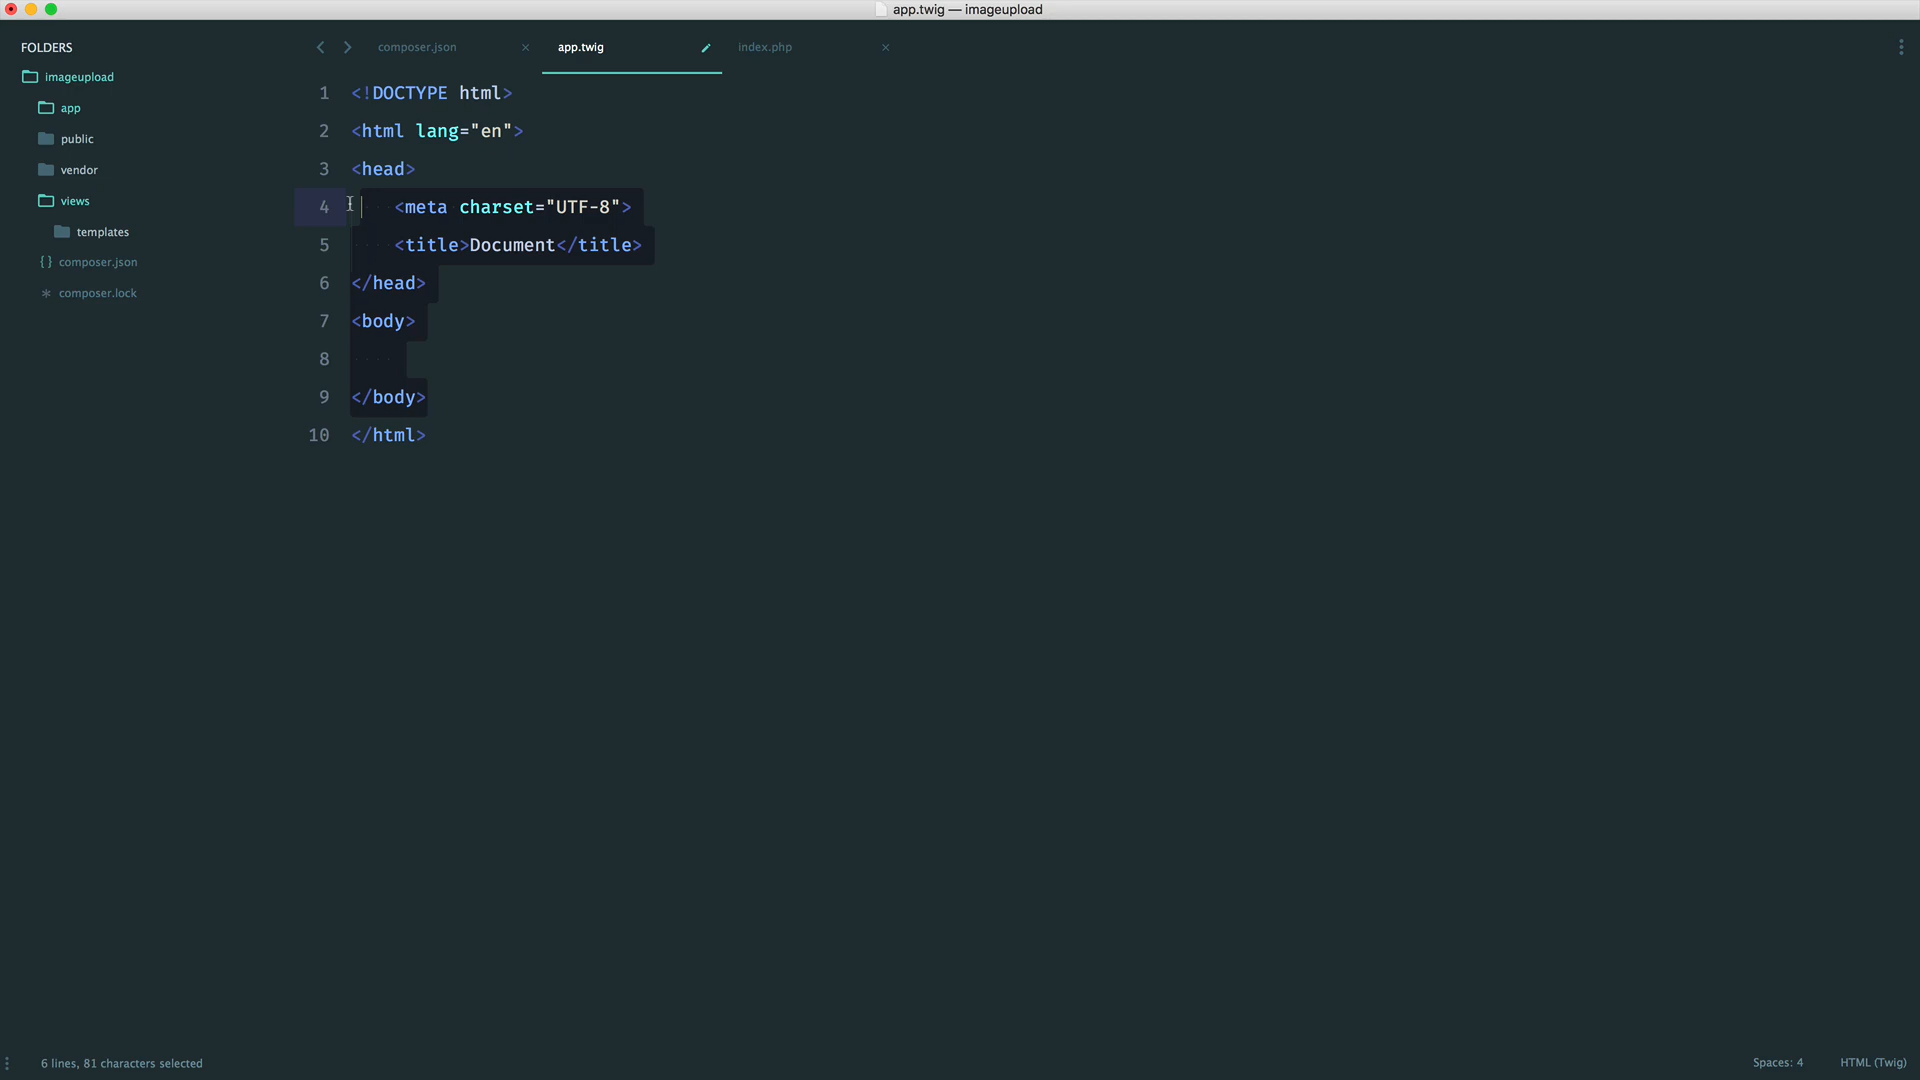 app.twig — imageupload
FOLDERS
imageupload
app
public
vendor
views
templates
{} composer.json
* composer.lock
composer.json
app.twig
index.php
1 <!DOCTYPE html>
2 <html lang="en">
3 <head>
4     <meta charset="UTF-8">
5     <title>Document</title>
6 </head>
7 <body>
8
9 </body>
10 </html>
6 lines, 81 characters selected
Spaces: 4
HTML (Twig)